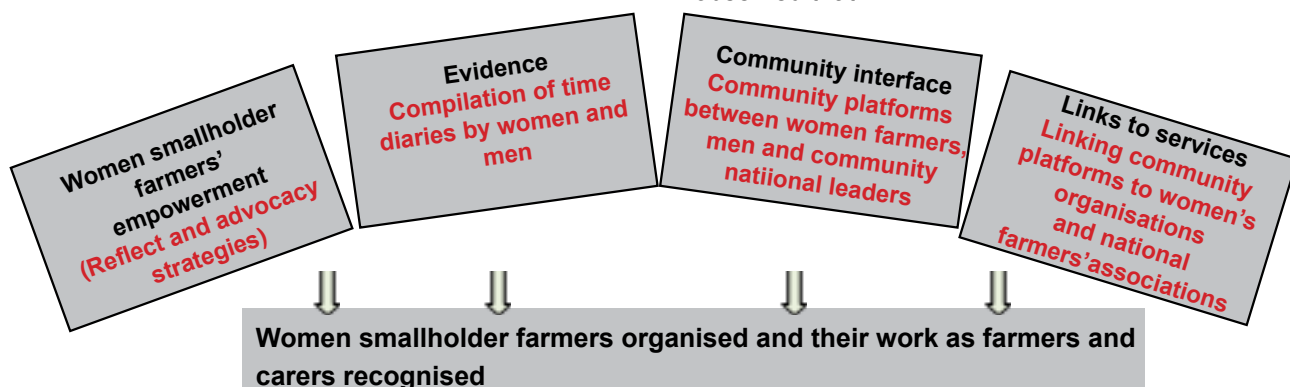 Women smallholder
farmers'
empowerment
(Reflect and advocacy
strategies)
Evidence
Compilation of time
diaries by women and
men
Community interface
Community platforms
between women farmers,
men and community
natiional leaders
Links to services
Linking community
platforms to women's
organisations
and national
farmers'associations
Women smallholder farmers organised and their work as farmers and
carers recognised